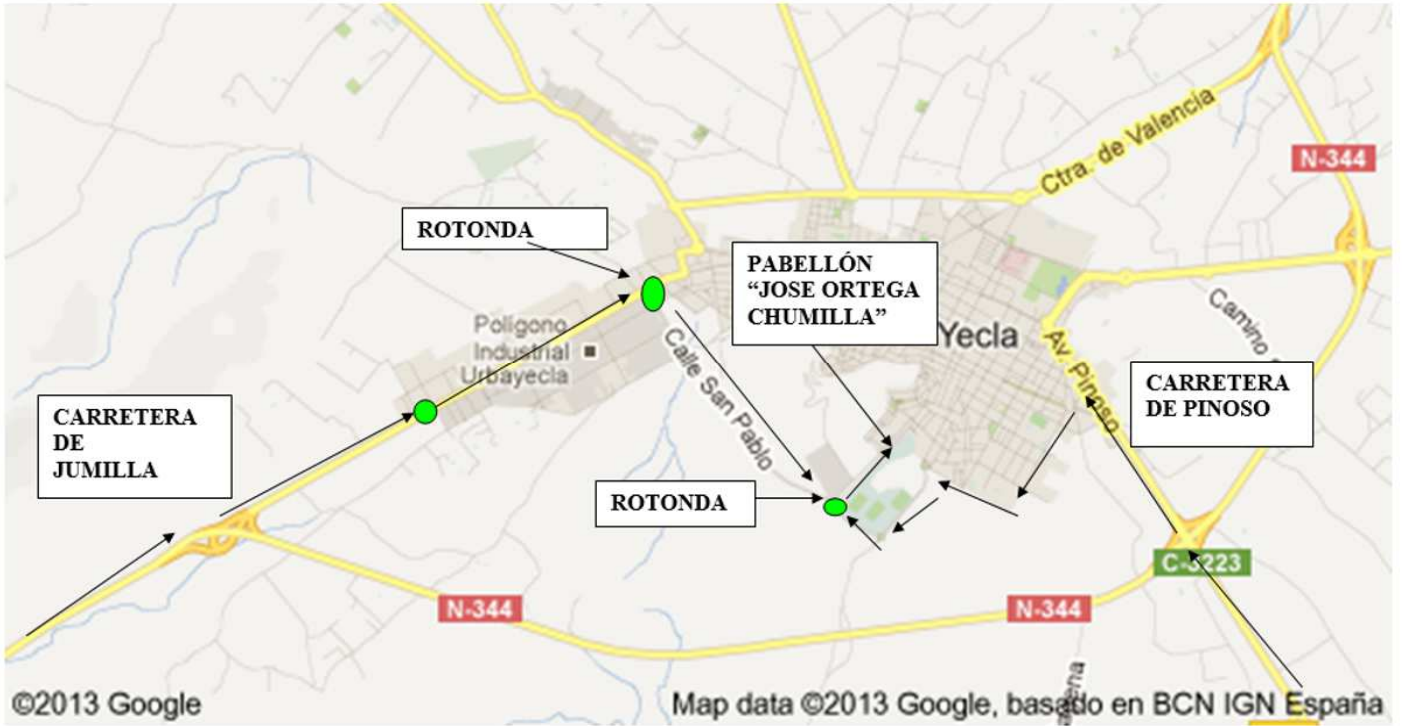 Ctra. de Valencia
N-344
ROTONDA
PABELLÓN
“JOSE ORTEGA
CHUMILLA”
Yecla
Camino
Polígono
Industrial
Urbayecla
Calle San Pablo
Av. Pinoso
CARRETERA
DE PINOSO
CARRETERA
DE
JUMILLA
ROTONDA
C-3223
N-344
N-344
©2013 Google
Map data ©2013 Google, basado en BCN IGN España